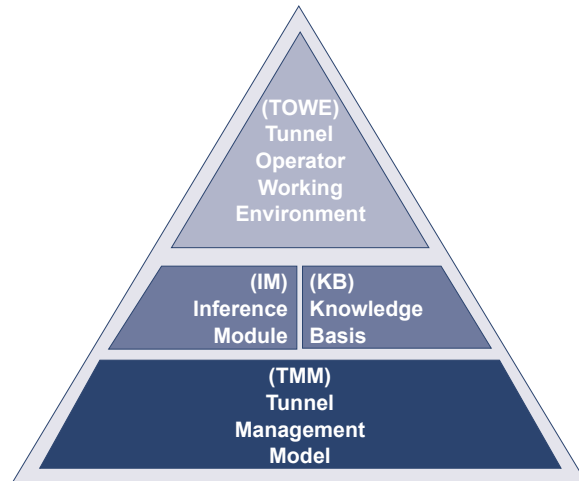 (TOWE)
Tunnel
Operator
Working
Environment
(IM)
Inference
Module
(KB)
Knowledge
Basis
(TMM)
Tunnel
Management
Model